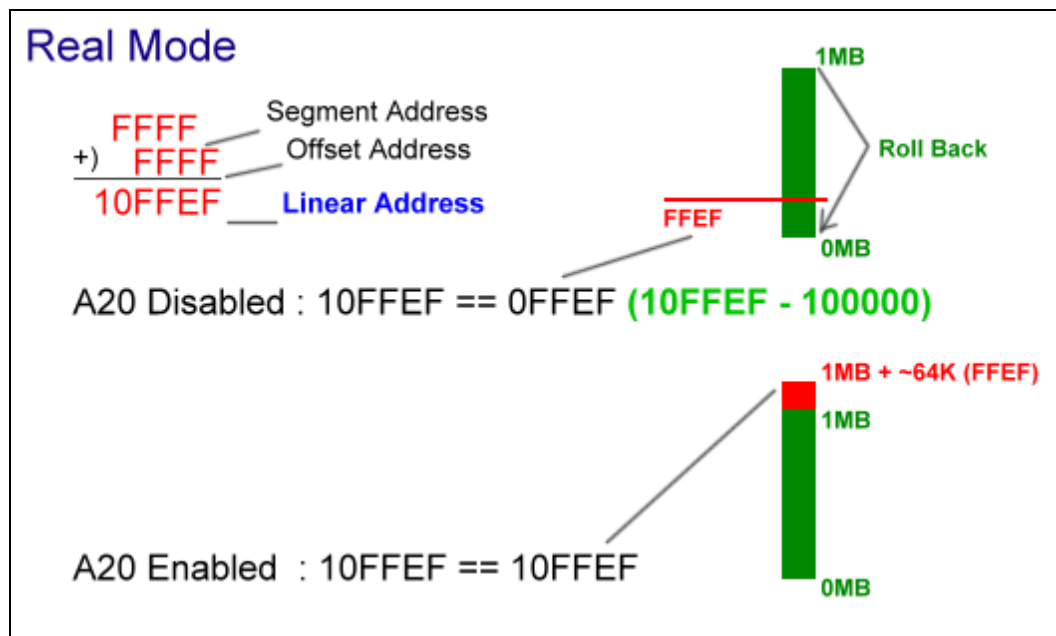 Real Mode
FFFF
Segment Address
+) FFFF
Offset Address
10FFEF
Linear Address
1MB
Roll Back
FFEF
0MB
A20 Disabled : 10FFEF == 0FFEF (10FFEF - 100000)
1MB + ~64K (FFEF)
1MB
A20 Enabled : 10FFEF == 10FFEF
0MB